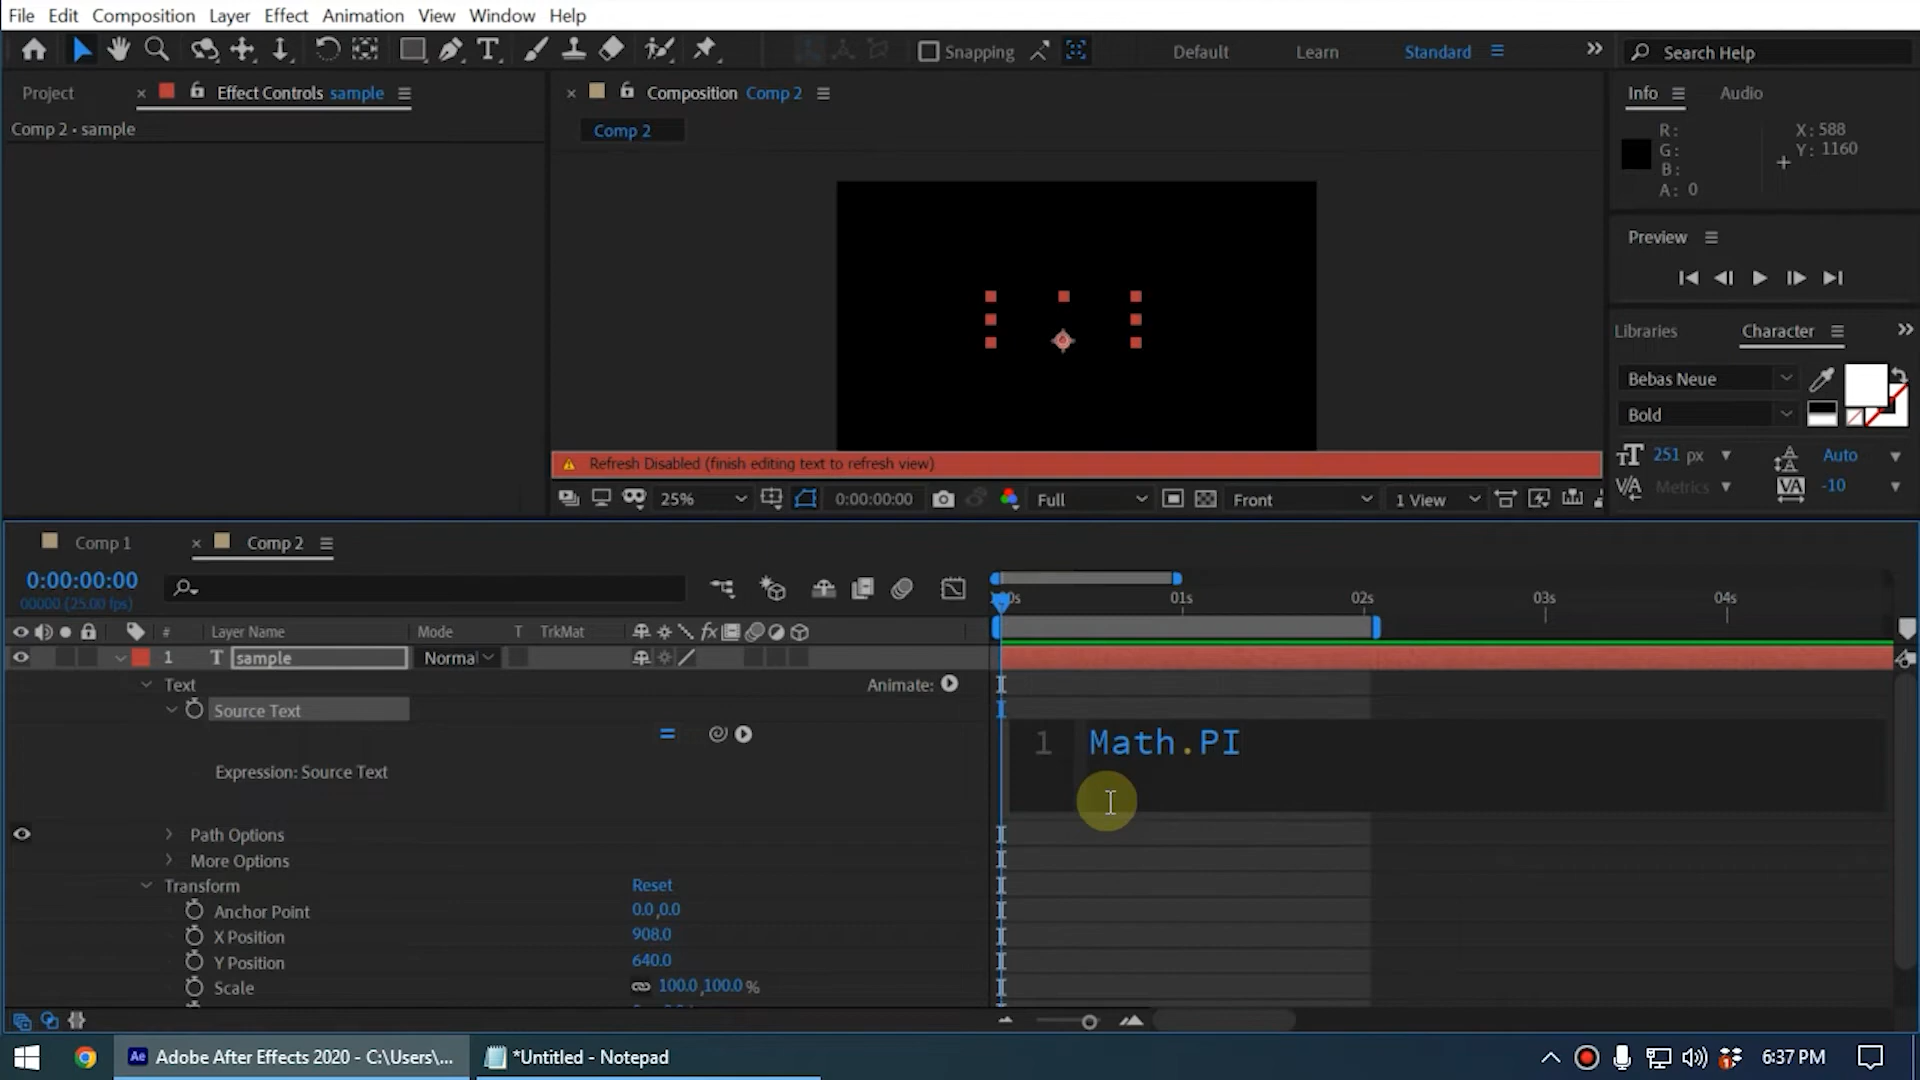 File Edit Composition Layer Effect Animation View Window Help
Snapping Default Learn Standard Search Help
Project Effect Controls sample Composition Comp 2 Info Audio
Comp 2 • sample
Comp 2
R:
G:
B:
A: 0
X: 588
Y: 1160
Preview
Libraries Character
Bebas Neue
Bold
251 px Auto
Metrics -10
Refresh Disabled (finish editing text to refresh view)
25% 0:00:00:00 Full Front 1 View
Comp 1 Comp 2
0:00:00:00
00000 (25.00 fps)
01s 02s 03s 04s
# Layer Name Mode T TrkMat
1 T sample Normal
Text Animate:
Source Text
Expression: Source Text
1 Math.PI
Path Options
More Options
Transform Reset
Anchor Point 0.0,0.0
X Position 908.0
Y Position 640.0
Scale 100.0,100.0 %
Adobe After Effects 2020 - C:\Users\... *Untitled - Notepad 6:37 PM